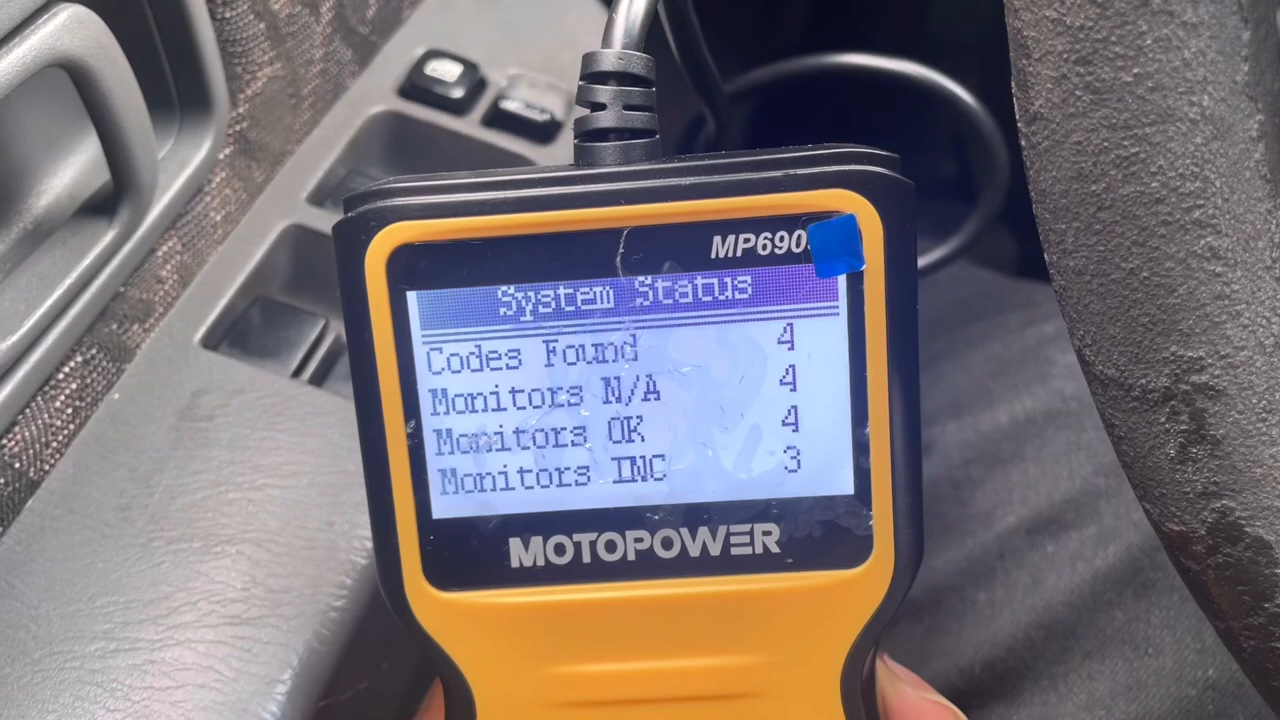 MP690
System Status
Codes Found 4
Monitors N/A 4
Monitors OK 4
Monitors INC 3
MOTOPOWER